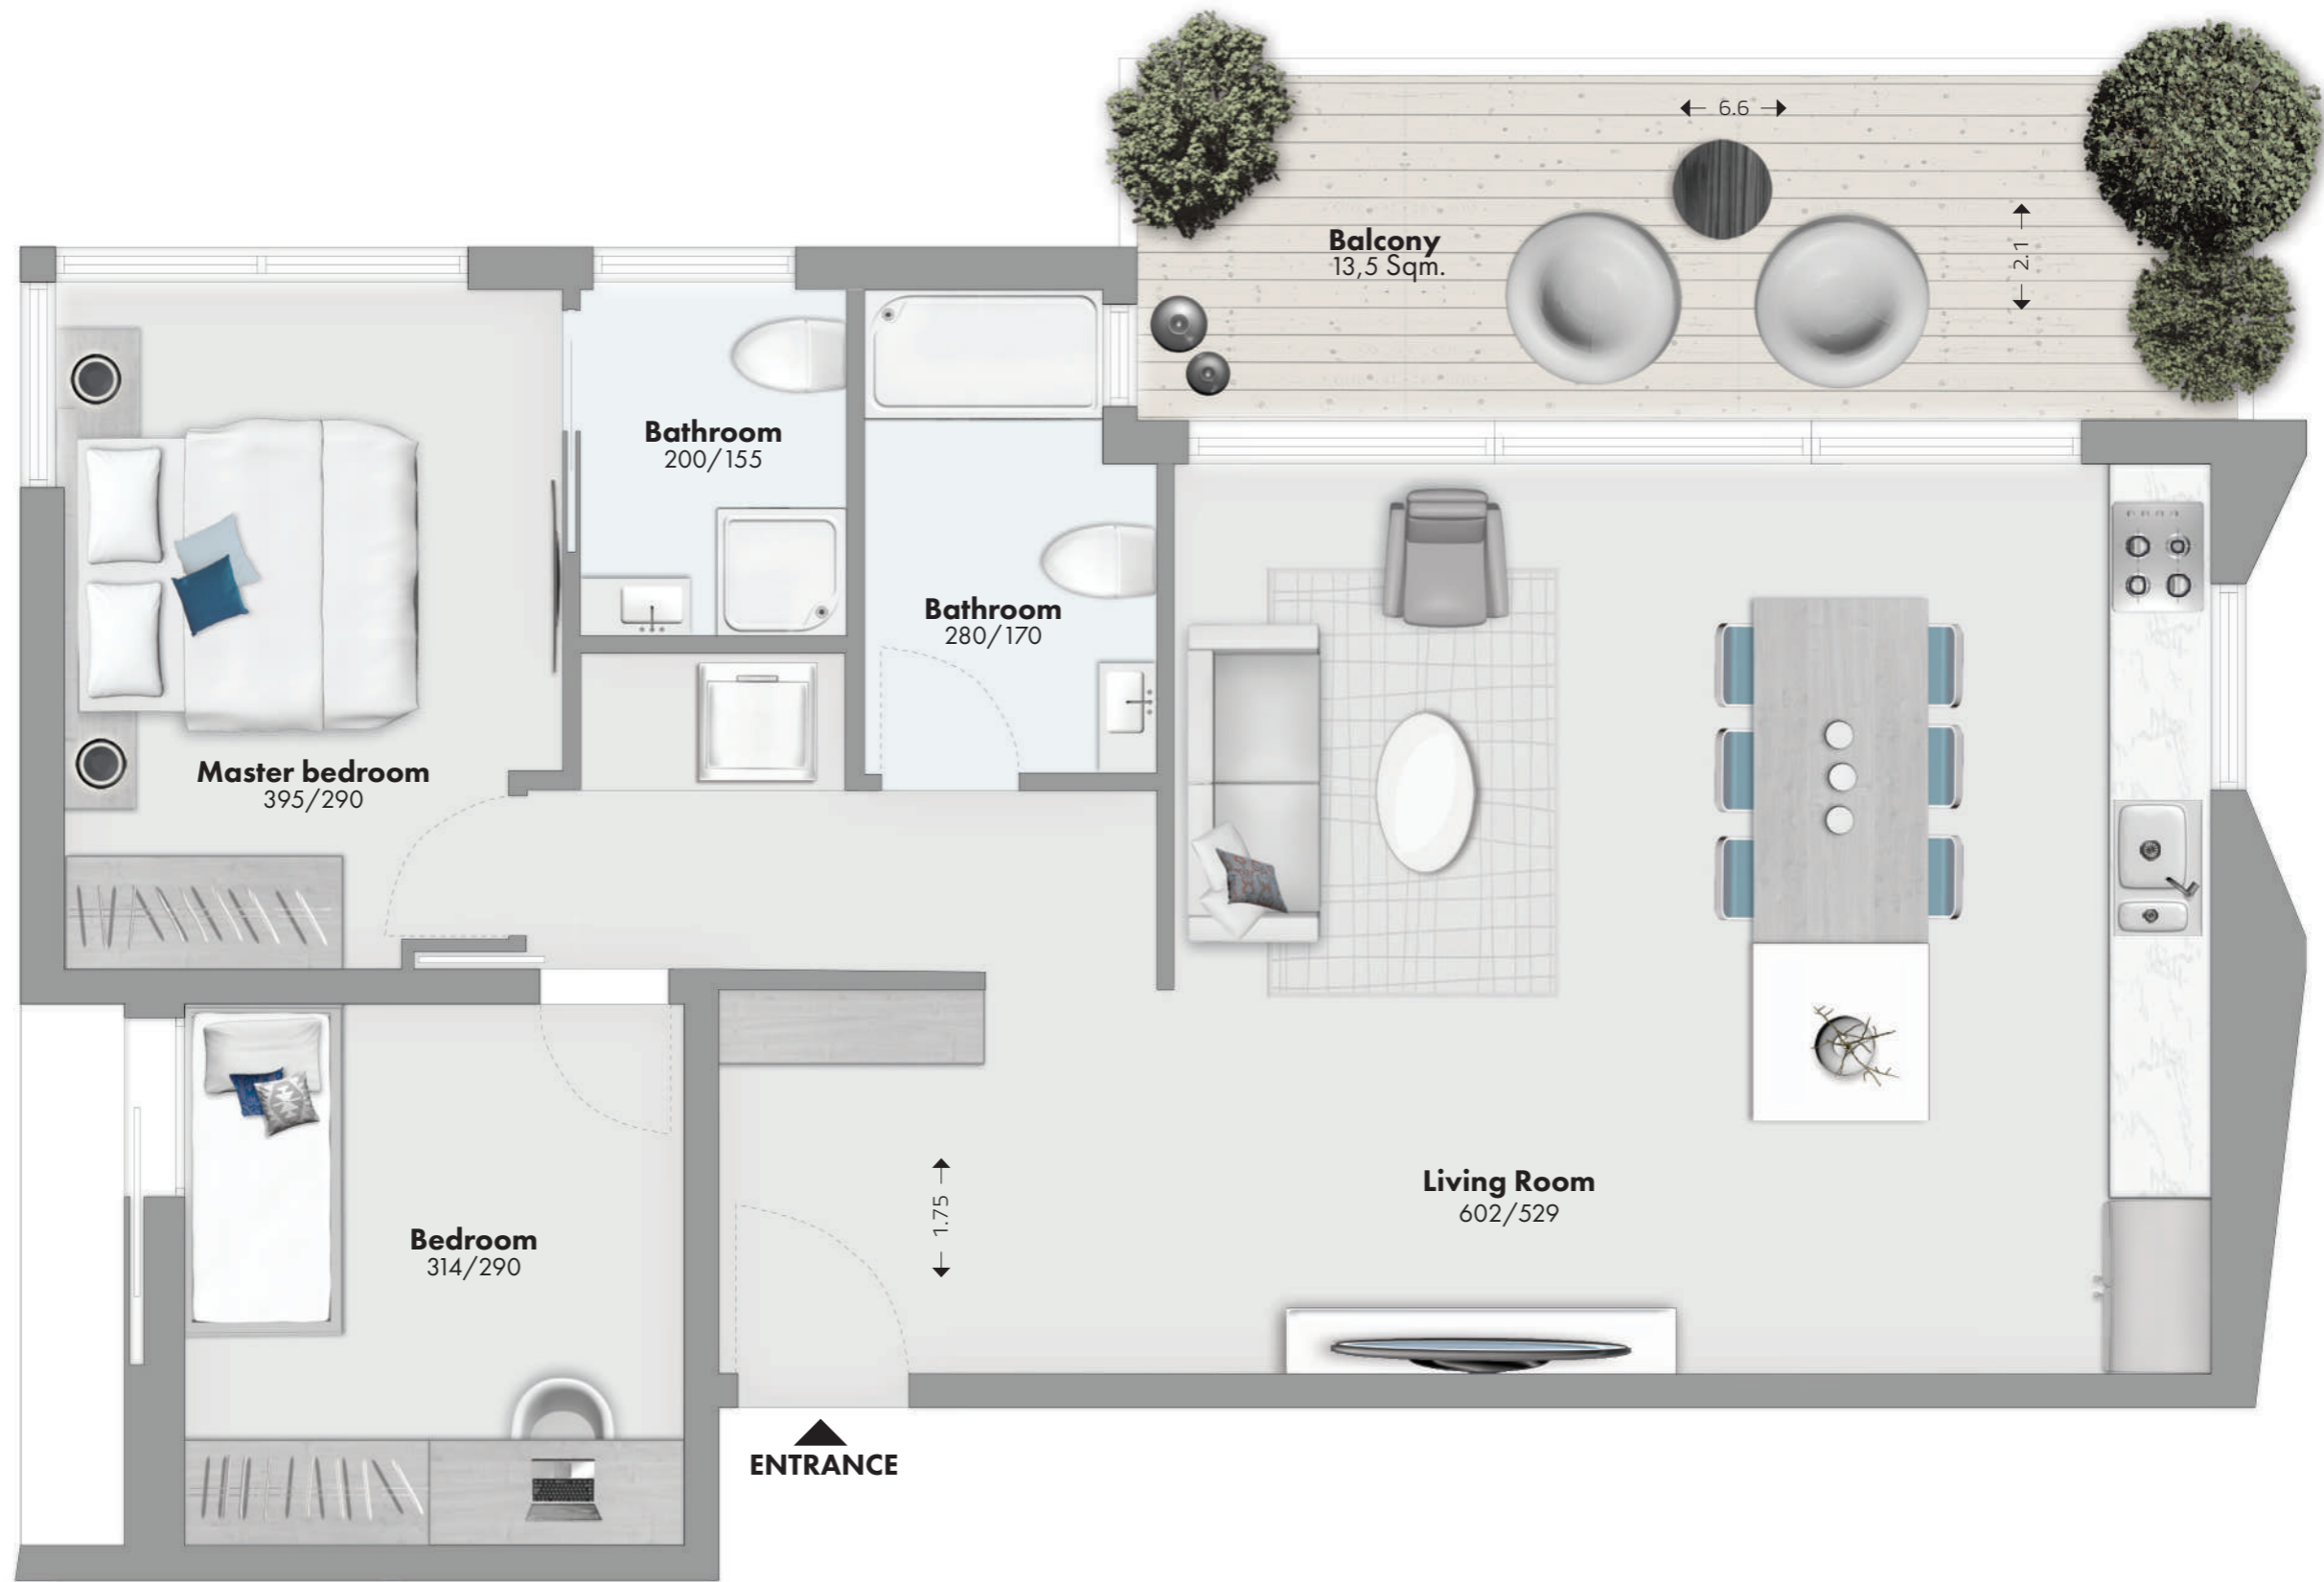 ← 6.6 →
Balcony
13,5 Sqm.
← 2.1 →
Bathroom
200/155
Bathroom
280/170
Master bedroom
395/290
Living Room
602/529
← 1.75 →
Bedroom
314/290
ENTRANCE